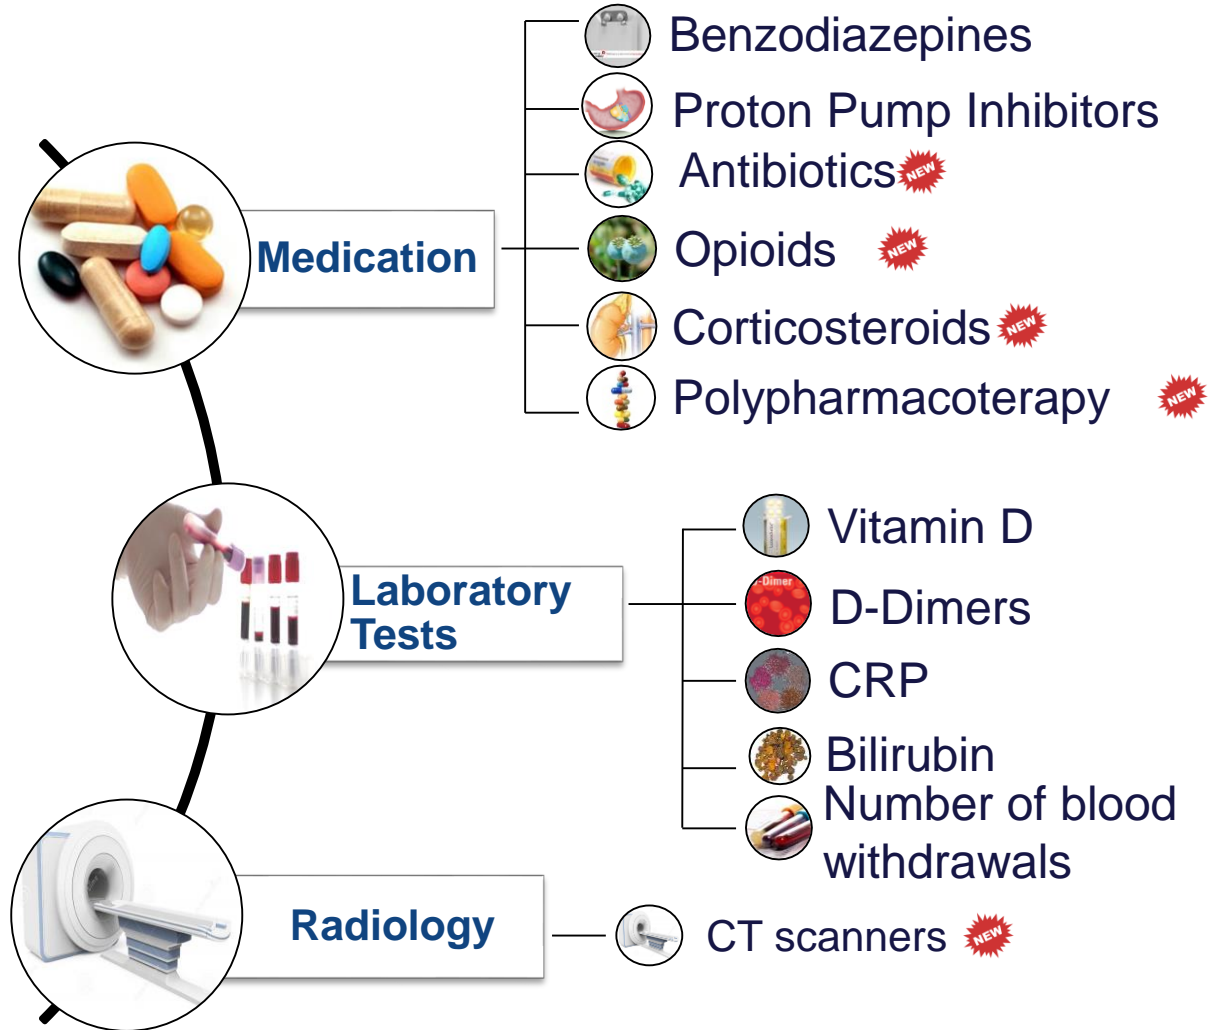 Benzodiazepines
Proton Pump Inhibitors
Antibiotics NEW
Medication
Opioids NEW
Corticosteroids NEW
Polypharmacoterapy NEW
Laboratory
Tests
Vitamin D
D-Dimer
D-Dimers
CRP
Bilirubin
Number of blood
withdrawals
Radiology
CT scanners NEW